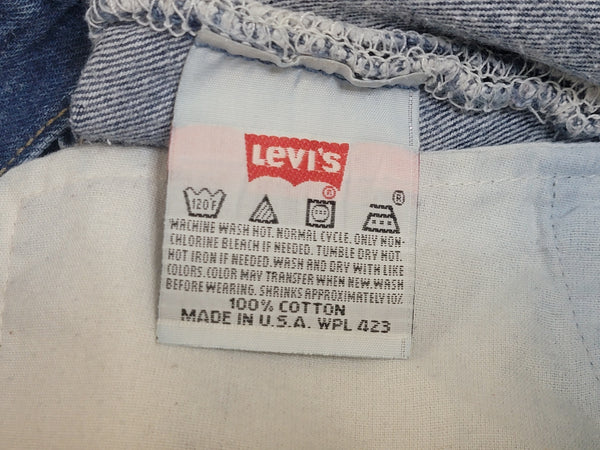 Levi's
®
®
120F
MACHINE WASH HOT. NORMAL CYCLE. ONLY NON-
CHLORINE BLEACH IF NEEDED. TUMBLE DRY HOT.
HOT IRON IF NEEDED. WASH AND DRY WITH LIKE
COLORS. COLOR MAY TRANSFER WHEN NEW. WASH
BEFORE WEARING. SHRINKS APPROXIMATELY 10%
100% COTTON
MADE IN U.S.A. WPL 423